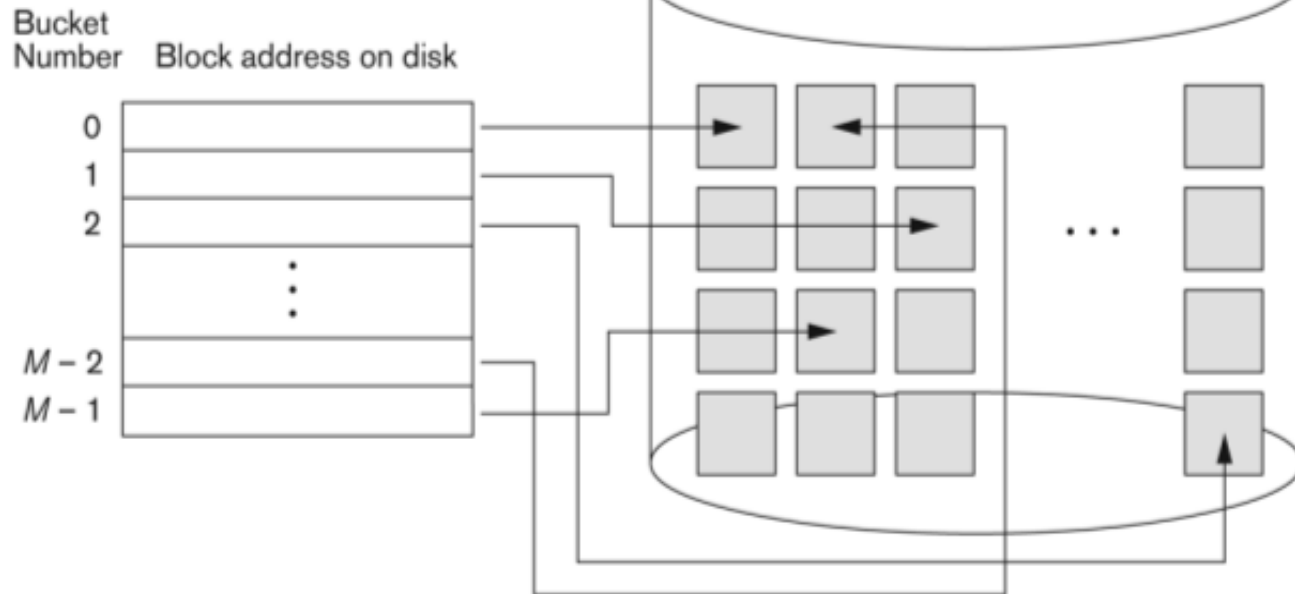 Bucket
Number Block address on disk
0
1
2
⋮
M – 2
M – 1
...